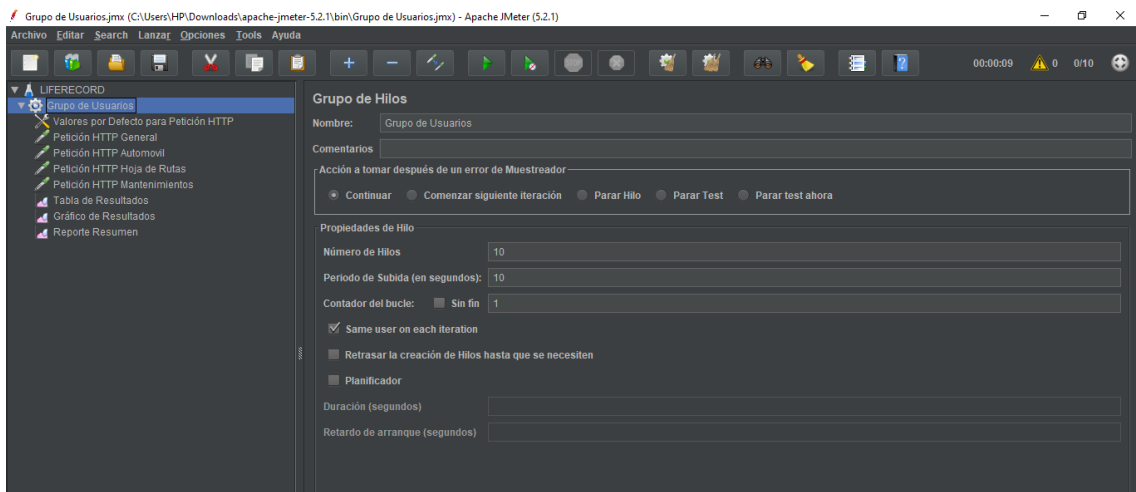 Grupo de Usuarios.jmx (C:\Users\HP\Downloads\apache-jmeter-5.2.1\bin\Grupo de Usuarios.jmx) - Apache JMeter (5.2.1)
Archivo Editar Search Lanzar Opciones Tools Ayuda
00:00:09 0 0/10
LIFERECORD
Grupo de Usuarios
Valores por Defecto para Petición HTTP
Petición HTTP General
Petición HTTP Automovil
Petición HTTP Hoja de Rutas
Petición HTTP Mantenimientos
Tabla de Resultados
Gráfico de Resultados
Reporte Resumen
Grupo de Hilos
Nombre: Grupo de Usuarios
Comentarios
Acción a tomar después de un error de Muestreador
Continuar Comenzar siguiente iteración Parar Hilo Parar Test Parar test ahora
Propiedades de Hilo
Número de Hilos 10
Periodo de Subida (en segundos): 10
Contador del bucle: Sin fin 1
Same user on each iteration
Retrasar la creación de Hilos hasta que se necesiten
Planificador
Duración (segundos)
Retardo de arranque (segundos)